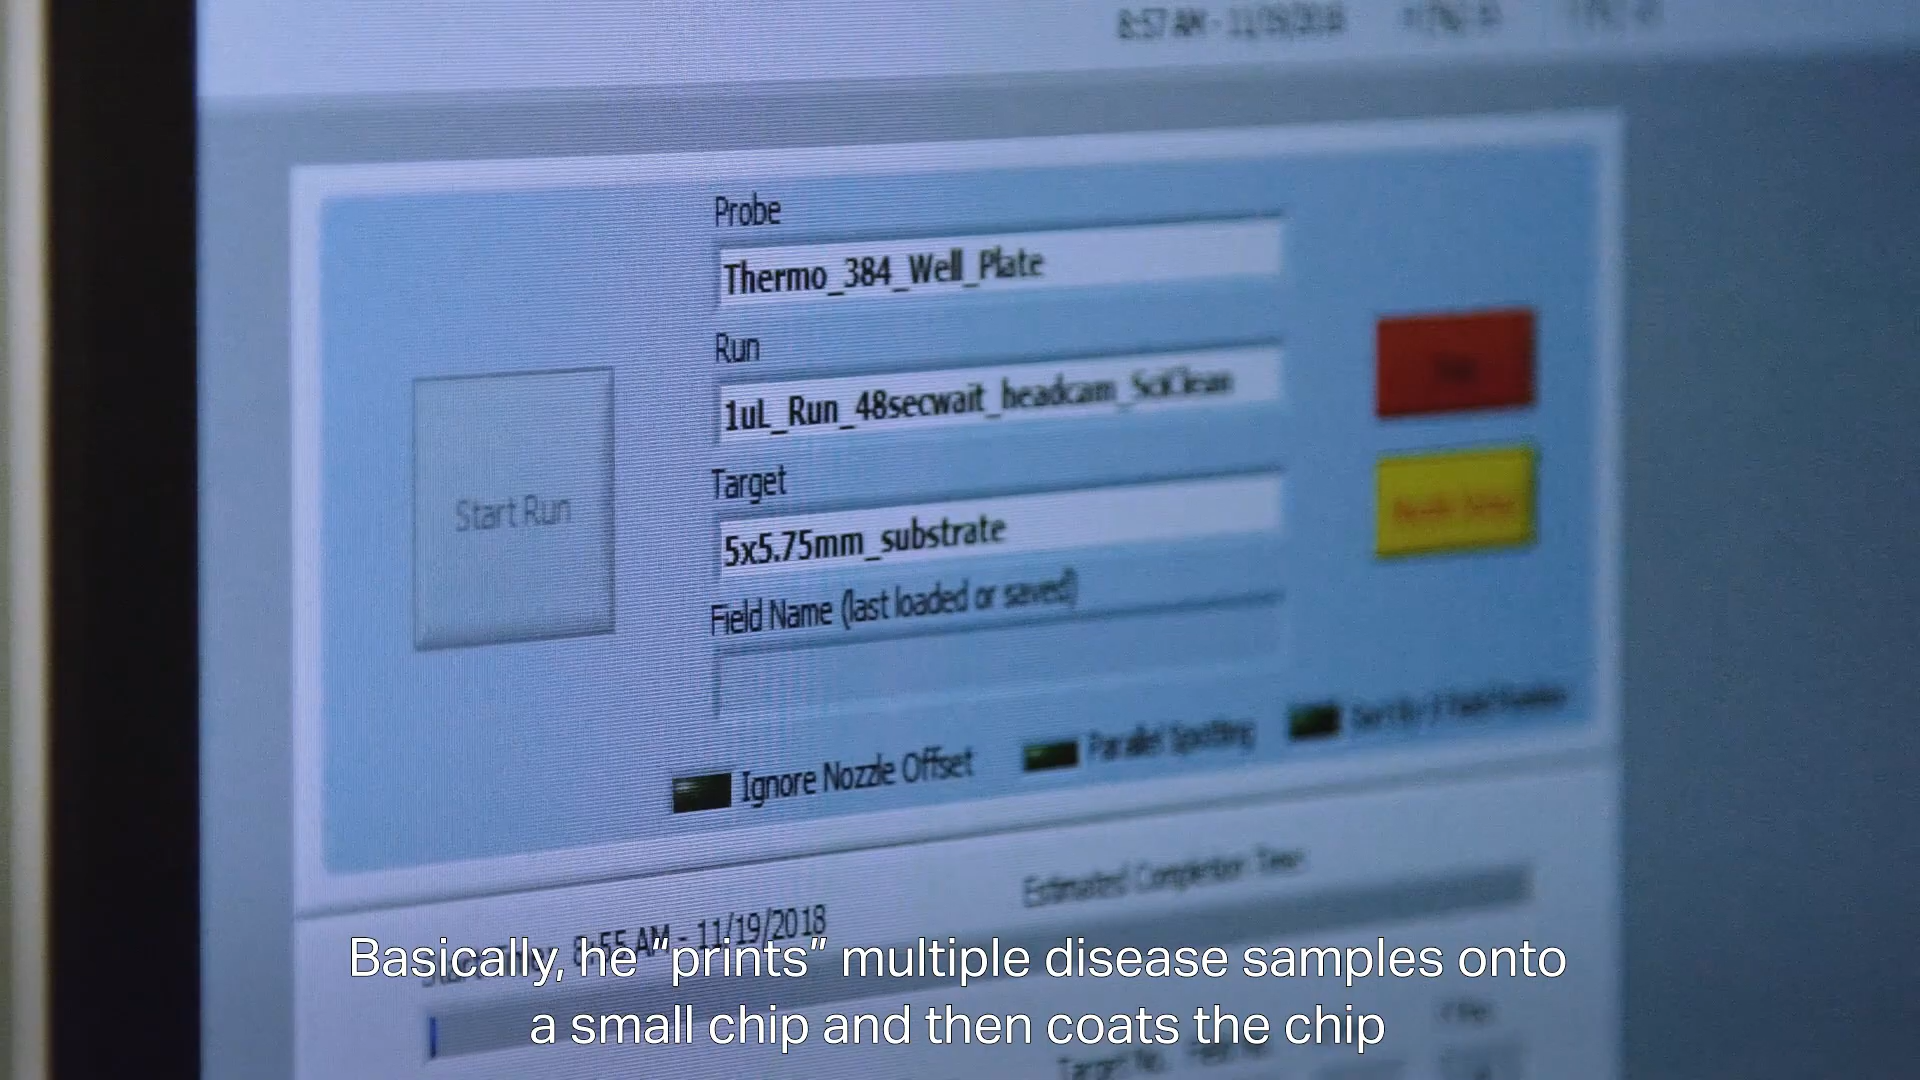 8:57 AM - 11/19/2018
Probe
Thermo_384_Well_Plate
Run
1uL_Run_48secwait_headcam_SciClean
Start Run
Target
5x5.75mm_substrate
Field Name (last loaded or saved)
Ignore Nozzle Offset
Parallel Spotting
Estimated Completion Time:
8:55 AM - 11/19/2018
Basically, he “prints” multiple disease samples onto
a small chip and then coats the chip
Target No.